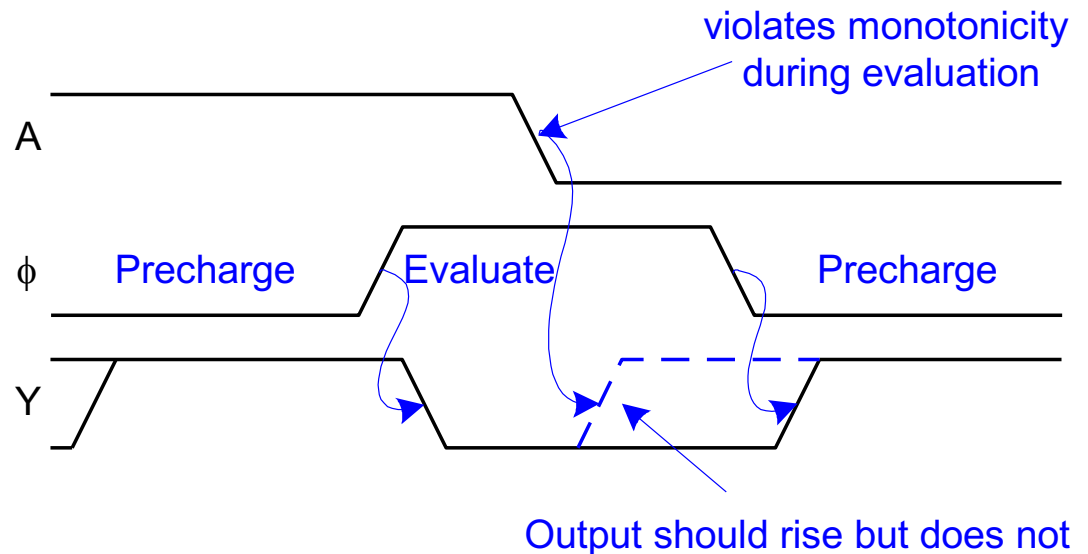 violates monotonicity
during evaluation
A
ϕ
Precharge
Evaluate
Precharge
Y
Output should rise but does not